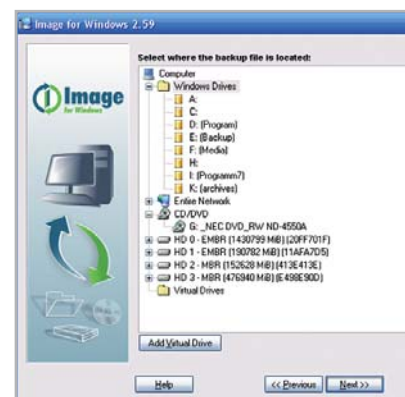 Image for Windows 2.59
Select where the backup file is located:
Image
for Windows
Computer
Windows Drives
A:
C:
D: (Program)
E: (Backup)
F: (Media)
H:
I: (Programm7)
K: (archives)
Entire Network
CD/DVD
G: _NEC DVD_RW ND-4550A
HD 0 - EMBR (1430799 MiB) (20FF701F)
HD 1 - EMBR (190782 MiB) (11AFA7D5)
HD 2 - MBR (152628 MiB) (413E413E)
HD 3 - MBR (476940 MiB) (E498E90D)
Virtual Drives
Add Virtual Drive
Help
<< Previous
Next >>